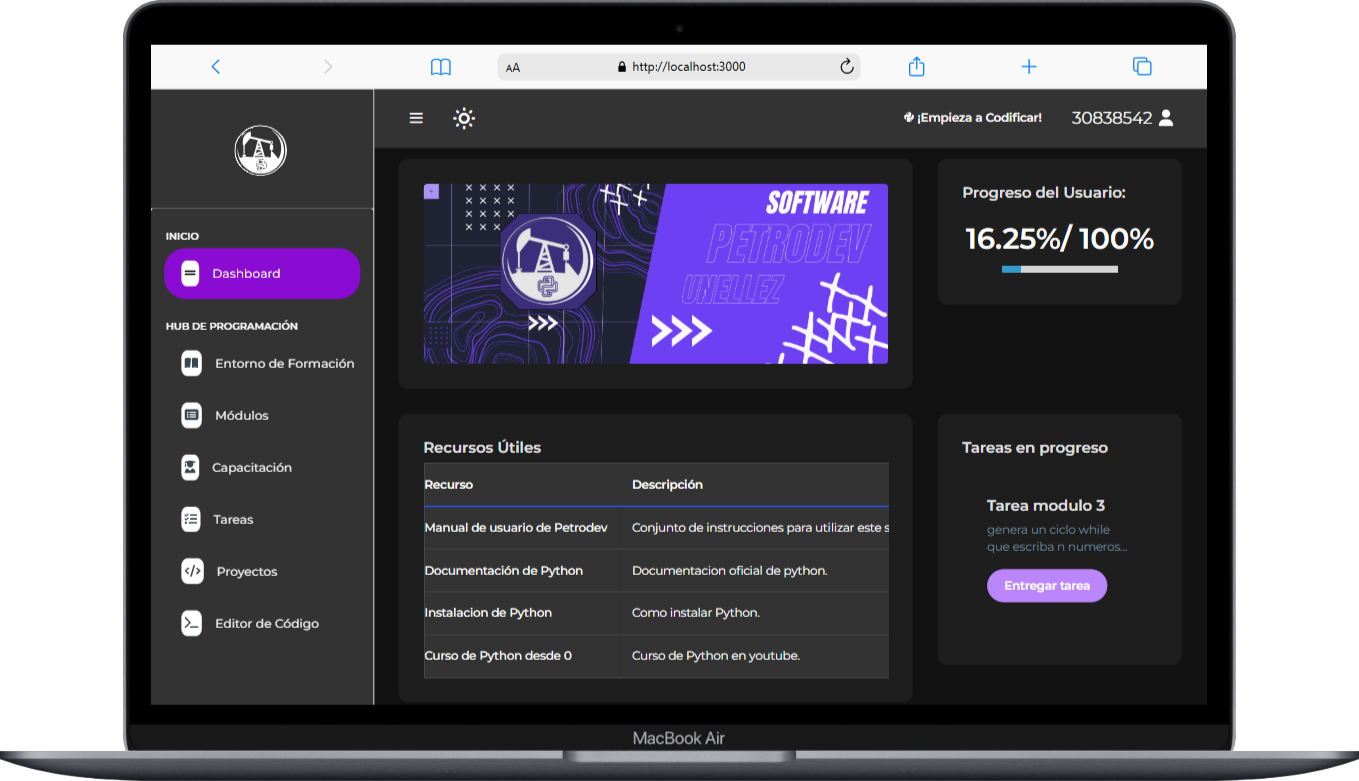 AA
http://localhost:3000
¡Empieza a Codificar!
30838542
INICIO
Dashboard
HUB DE PROGRAMACIÓN
Entorno de Formación
Módulos
Capacitación
Tareas
Proyectos
Editor de Código
SOFTWARE
PETRODEV
UNELLEZ
Progreso del Usuario:
16.25%/ 100%
Recursos Útiles
Recurso Descripción
Manual de usuario de Petrodev Conjunto de instrucciones para utilizar este s
Documentación de Python Documentacion oficial de python.
Instalacion de Python Como instalar Python.
Curso de Python desde 0 Curso de Python en youtube.
Tareas en progreso
Tarea modulo 3
genera un ciclo while
que escriba n numeros...
Entregar tarea
MacBook Air